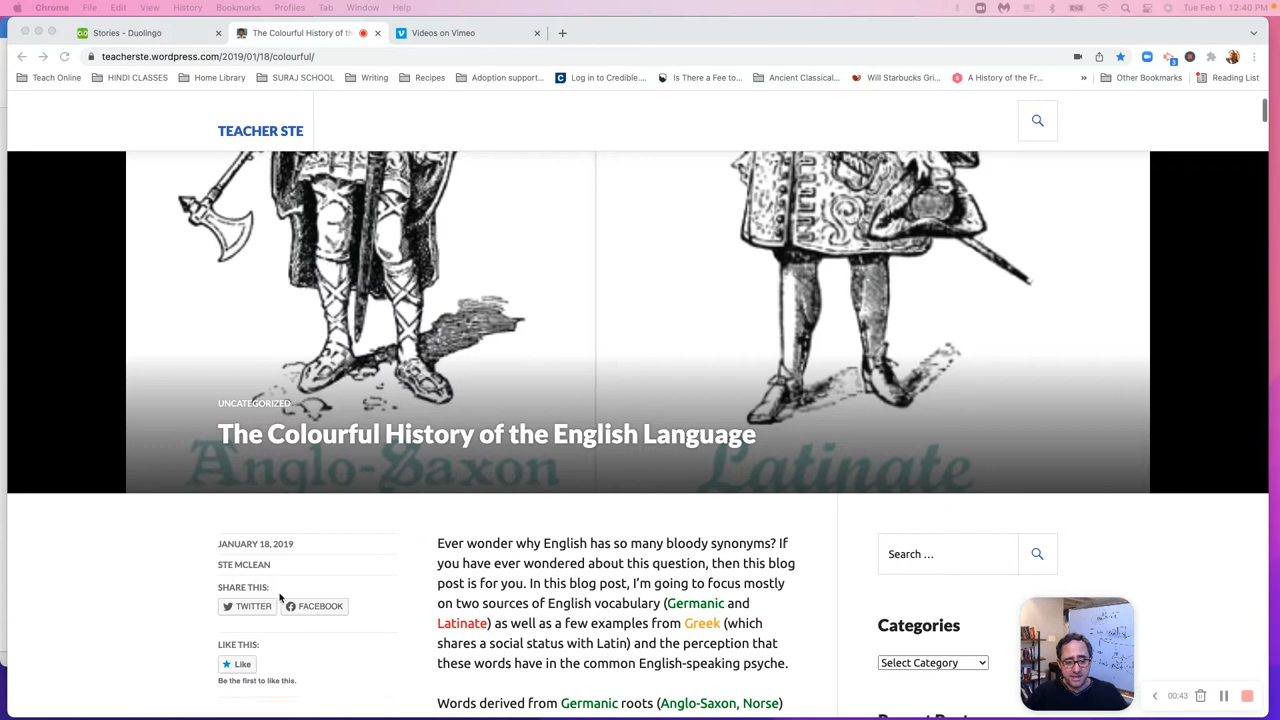 Chrome File Edit View History Bookmarks Profiles Tab Window Help Tue Feb 1 12:40 PM
Stories - Duolingo The Colourful History of th Videos on Vimeo
teacherste.wordpress.com/2019/01/18/colourful/
Teach Online HINDI CLASSES Home Library SURAJ SCHOOL Writing Recipes Adoption support... Log in to Credible.... Is There a Fee to... Ancient Classical... Will Starbucks Gri... A History of the Fr... » Other Bookmarks Reading List
TEACHER STE
UNCATEGORIZED
The Colourful History of the English Language
Anglo-Saxon Latinate
JANUARY 18, 2019
STE MCLEAN
SHARE THIS:
TWITTER FACEBOOK
LIKE THIS:
Like
Be the first to like this.
Ever wonder why English has so many bloody synonyms? If
you have ever wondered about this question, then this blog
post is for you. In this blog post, I'm going to focus mostly
on two sources of English vocabulary (Germanic and
Latinate) as well as a few examples from Greek (which
shares a social status with Latin) and the perception that
these words have in the common English-speaking psyche.
Words derived from Germanic roots (Anglo-Saxon, Norse)
Search …
Categories
Select Category
00:43